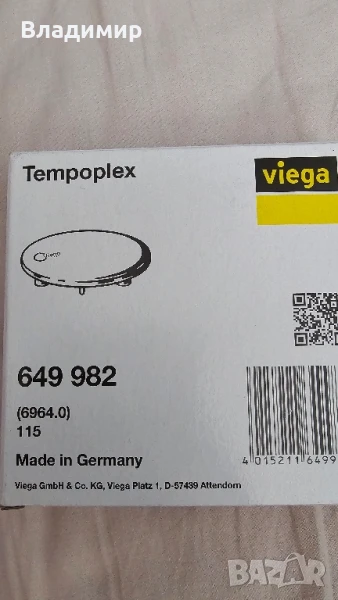 Владимир
Tempoplex
viega
649 982
(6964.0)
115
Made in Germany
4 015211 6499
Viega GmbH & Co. KG, Viega Platz 1, D-57439 Attendorn
BAZAR